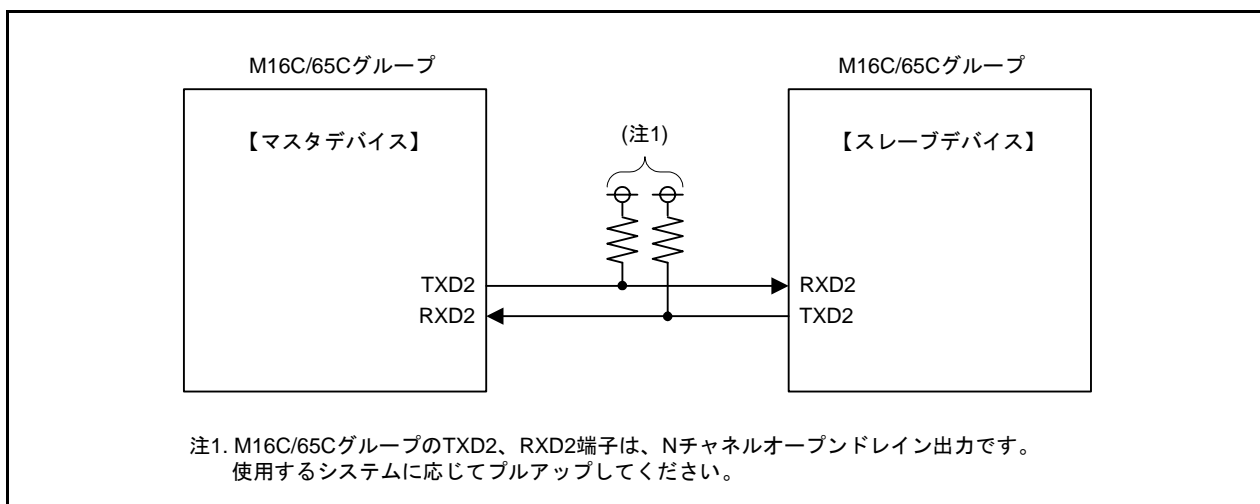 M16C/65Cグループ
M16C/65Cグループ
【マスタデバイス】
(注1)
【スレーブデバイス】
TXD2
RXD2
RXD2
TXD2
注1. M16C/65CグループのTXD2、RXD2端子は、Nチャネルオープンドレイン出力です。
使用するシステムに応じてプルアップしてください。